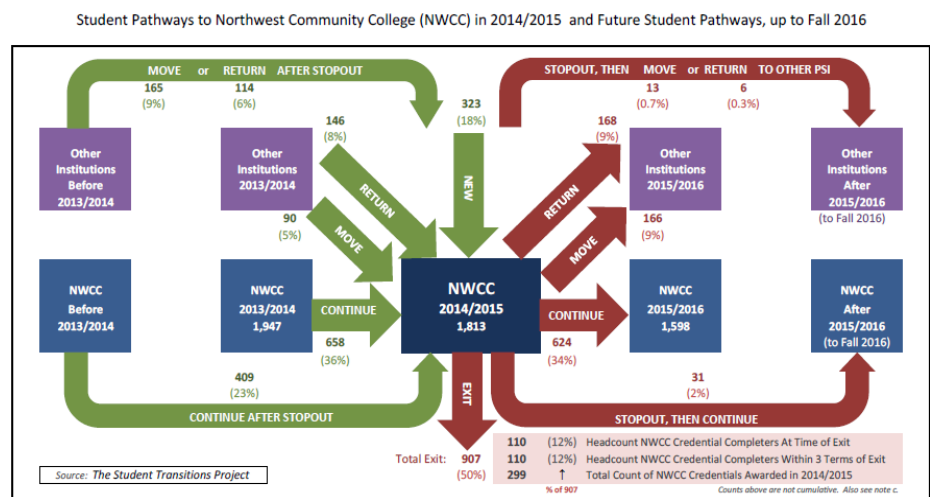 Student Pathways to Northwest Community College (NWCC) in 2014/2015 and Future Student Pathways, up to Fall 2016
MOVE or RETURN AFTER STOPOUT
165
(9%)
114
(6%)
323
(18%)
STOPOUT, THEN MOVE or RETURN TO OTHER PSI
13
(0.7%)
6
(0.3%)
146
(8%)
168
(9%)
Other
Institutions
Before
2013/2014
Other
Institutions
2013/2014
RETURN
NEW
RETURN
Other
Institutions
2015/2016
Other
Institutions
After
2015/2016
(to Fall 2016)
90
(5%)
MOVE
MOVE
166
(9%)
NWCC
Before
2013/2014
NWCC
2013/2014
1,947
CONTINUE
658
(36%)
NWCC
2014/2015
1,813
CONTINUE
624
(34%)
NWCC
2015/2016
1,598
NWCC
After
2015/2016
(to Fall 2016)
409
(23%)
CONTINUE AFTER STOPOUT
EXIT
31
(2%)
STOPOUT, THEN CONTINUE
Total Exit: 907
(50%)
110 (12%) Headcount NWCC Credential Completers At Time of Exit
110 (12%) Headcount NWCC Credential Completers Within 3 Terms of Exit
299 ↑ Total Count of NWCC Credentials Awarded in 2014/2015
% of 907 Counts above are not cumulative. Also see note c.
Source: The Student Transitions Project